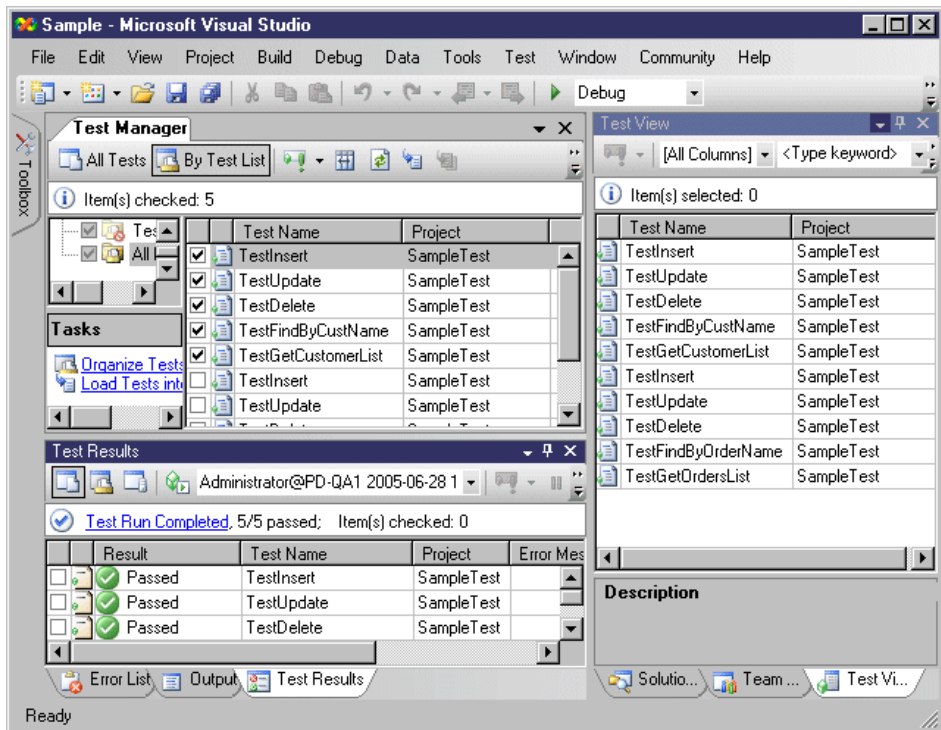 Sample - Microsoft Visual Studio
File Edit View Project Build Debug Data Tools Test Window Community Help
Debug
Toolbox
Test Manager
All Tests By Test List
Item(s) checked: 5
Tes
All
Test Name Project
TestInsert SampleTest
TestUpdate SampleTest
TestDelete SampleTest
TestFindByCustName SampleTest
TestGetCustomerList SampleTest
TestInsert SampleTest
TestUpdate SampleTest
Tasks
Organize Tests
Load Tests int
Test View
[All Columns] <Type keyword>
Item(s) selected: 0
Test Name Project
TestInsert SampleTest
TestUpdate SampleTest
TestDelete SampleTest
TestFindByCustName SampleTest
TestGetCustomerList SampleTest
TestInsert SampleTest
TestUpdate SampleTest
TestDelete SampleTest
TestFindByOrderName SampleTest
TestGetOrdersList SampleTest
Description
Solutio... Team ... Test Vi...
Test Results
Administrator@PD-QA1 2005-06-28 1
Test Run Completed, 5/5 passed; Item(s) checked: 0
Result Test Name Project Error Mes
Passed TestInsert SampleTest
Passed TestUpdate SampleTest
Passed TestDelete SampleTest
Error List Output Test Results
Ready